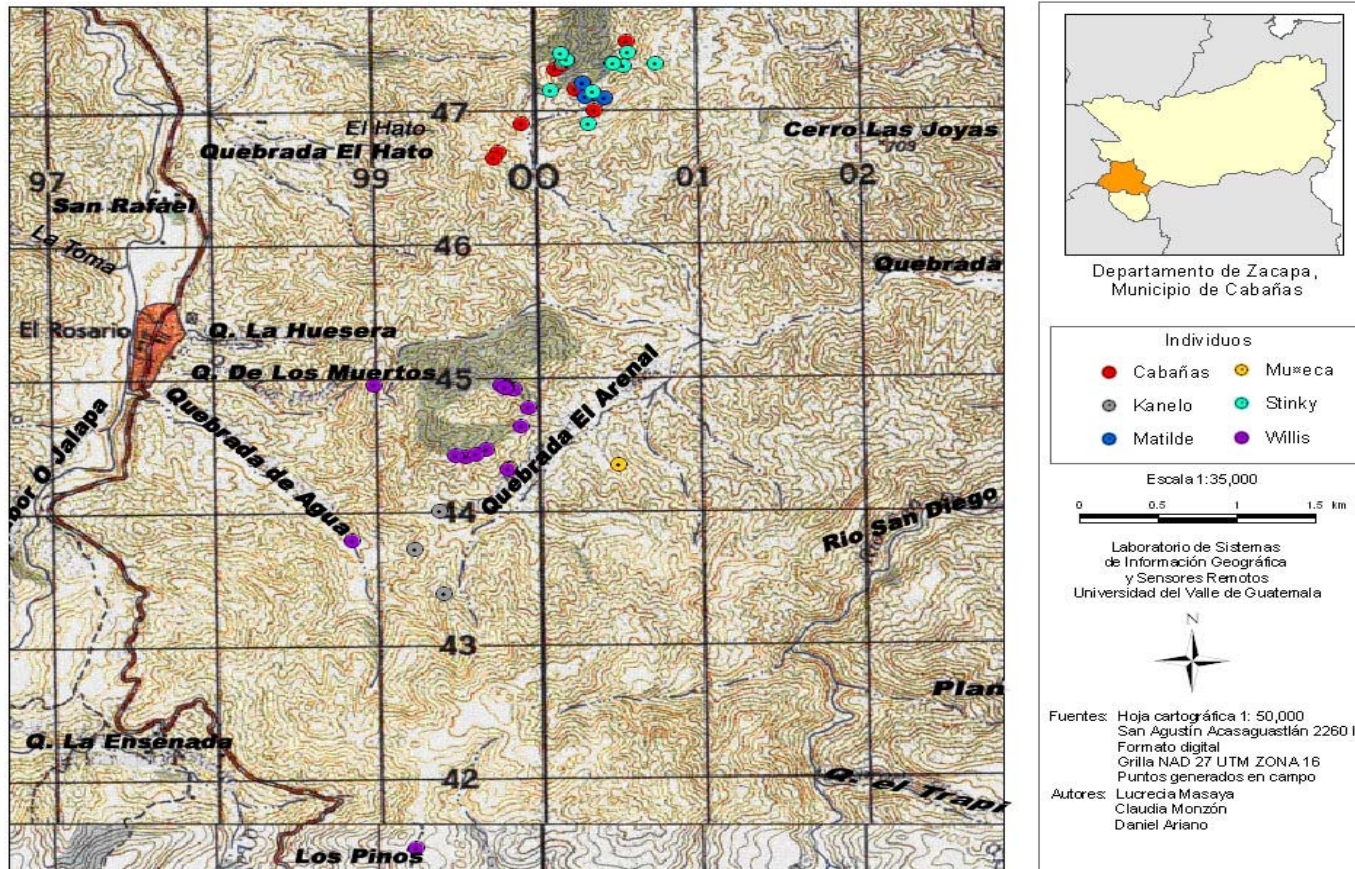 47
El Hato
Quebrada El Hato
Cerro Las Joyas
709
97
99
00
01
02
San Rafael
La Toma
46
Quebrada
El Rosario
Q. La Huesera
45
Q. De Los Muertos
Quebrada de Agua
Quebrada El Arenal
O Jalapa
44
Rio San Diego
43
Plan
Q. La Ensenada
42
Q. el Trapi
Los Pinos
Departamento de Zacapa,
Municipio de Cabañas
Individuos
Cabañas
Mu¤eca
Kanelo
Stinky
Matilde
Willis
Escala 1:35,000
0 0.5 1 1.5 km
Laboratorio de Sistemas
de Información Geográfica
y Sensores Remotos
Universidad del Valle de Guatemala
N
Fuentes: Hoja cartográfica 1: 50,000
San Agustín Acasaguastlán 2260 I
Formato digital
Grilla NAD 27 UTM ZONA 16
Puntos generados en campo
Autores: Lucrecia Masaya
Claudia Monzón
Daniel Ariano